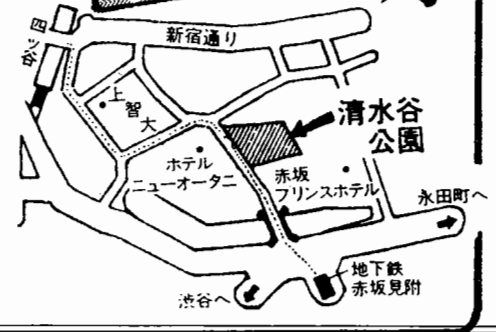 四ッ谷
新宿通り
上智大
清水谷
公園
ホテル
ニューオータニ
赤坂
プリンスホテル
永田町へ
地下鉄
赤坂見附
渋谷へ